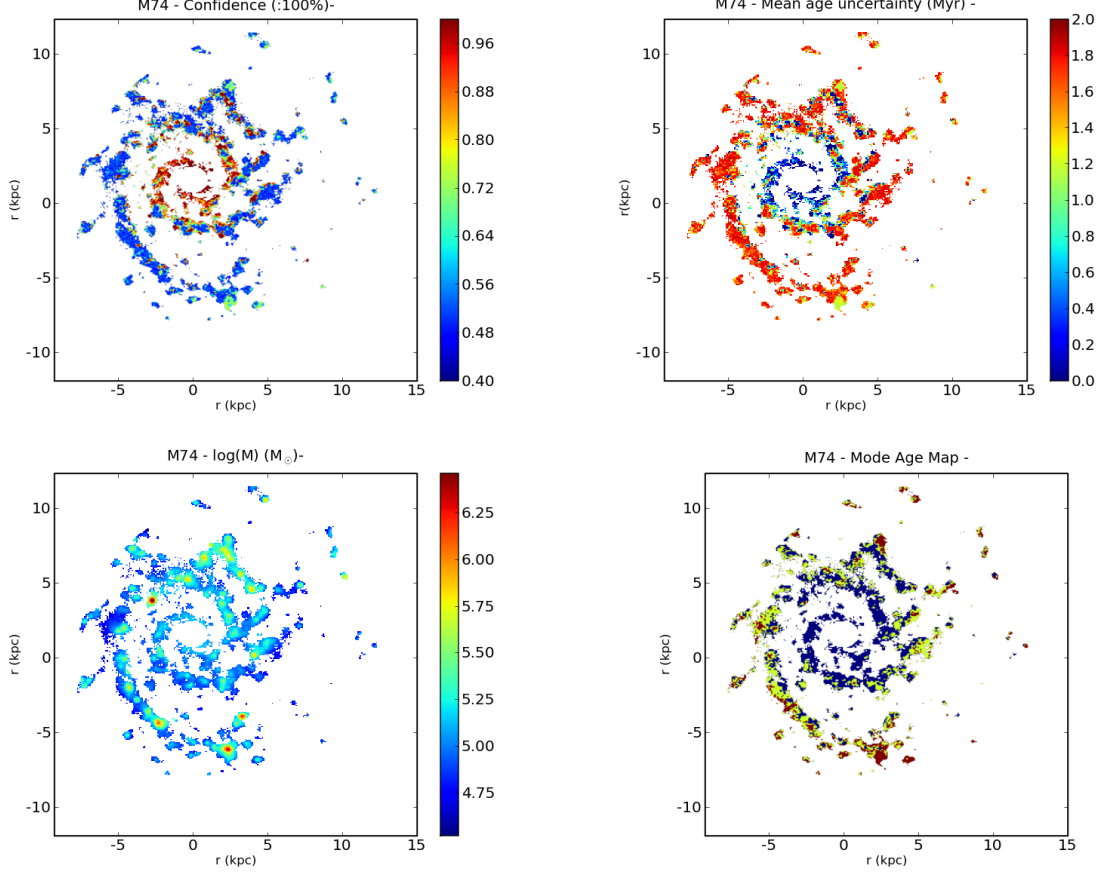 M74 - Confidence (:100%)-
10
5
0
-5
-10
r (kpc)
-5 0 5 10 15
r (kpc)
0.96
0.88
0.80
0.72
0.64
0.56
0.48
0.40
M74 - Mean age uncertainty (Myr) -
10
5
0
-5
-10
r(kpc)
-5 0 5 10 15
r (kpc)
2.0
1.8
1.6
1.4
1.2
1.0
0.8
0.6
0.4
0.2
0.0
M74 - log(M) (M☉)-
10
5
0
-5
-10
r (kpc)
-5 0 5 10 15
r (kpc)
6.25
6.00
5.75
5.50
5.25
5.00
4.75
M74 - Mode Age Map -
10
5
0
-5
-10
r (kpc)
-5 0 5 10 15
r (kpc)